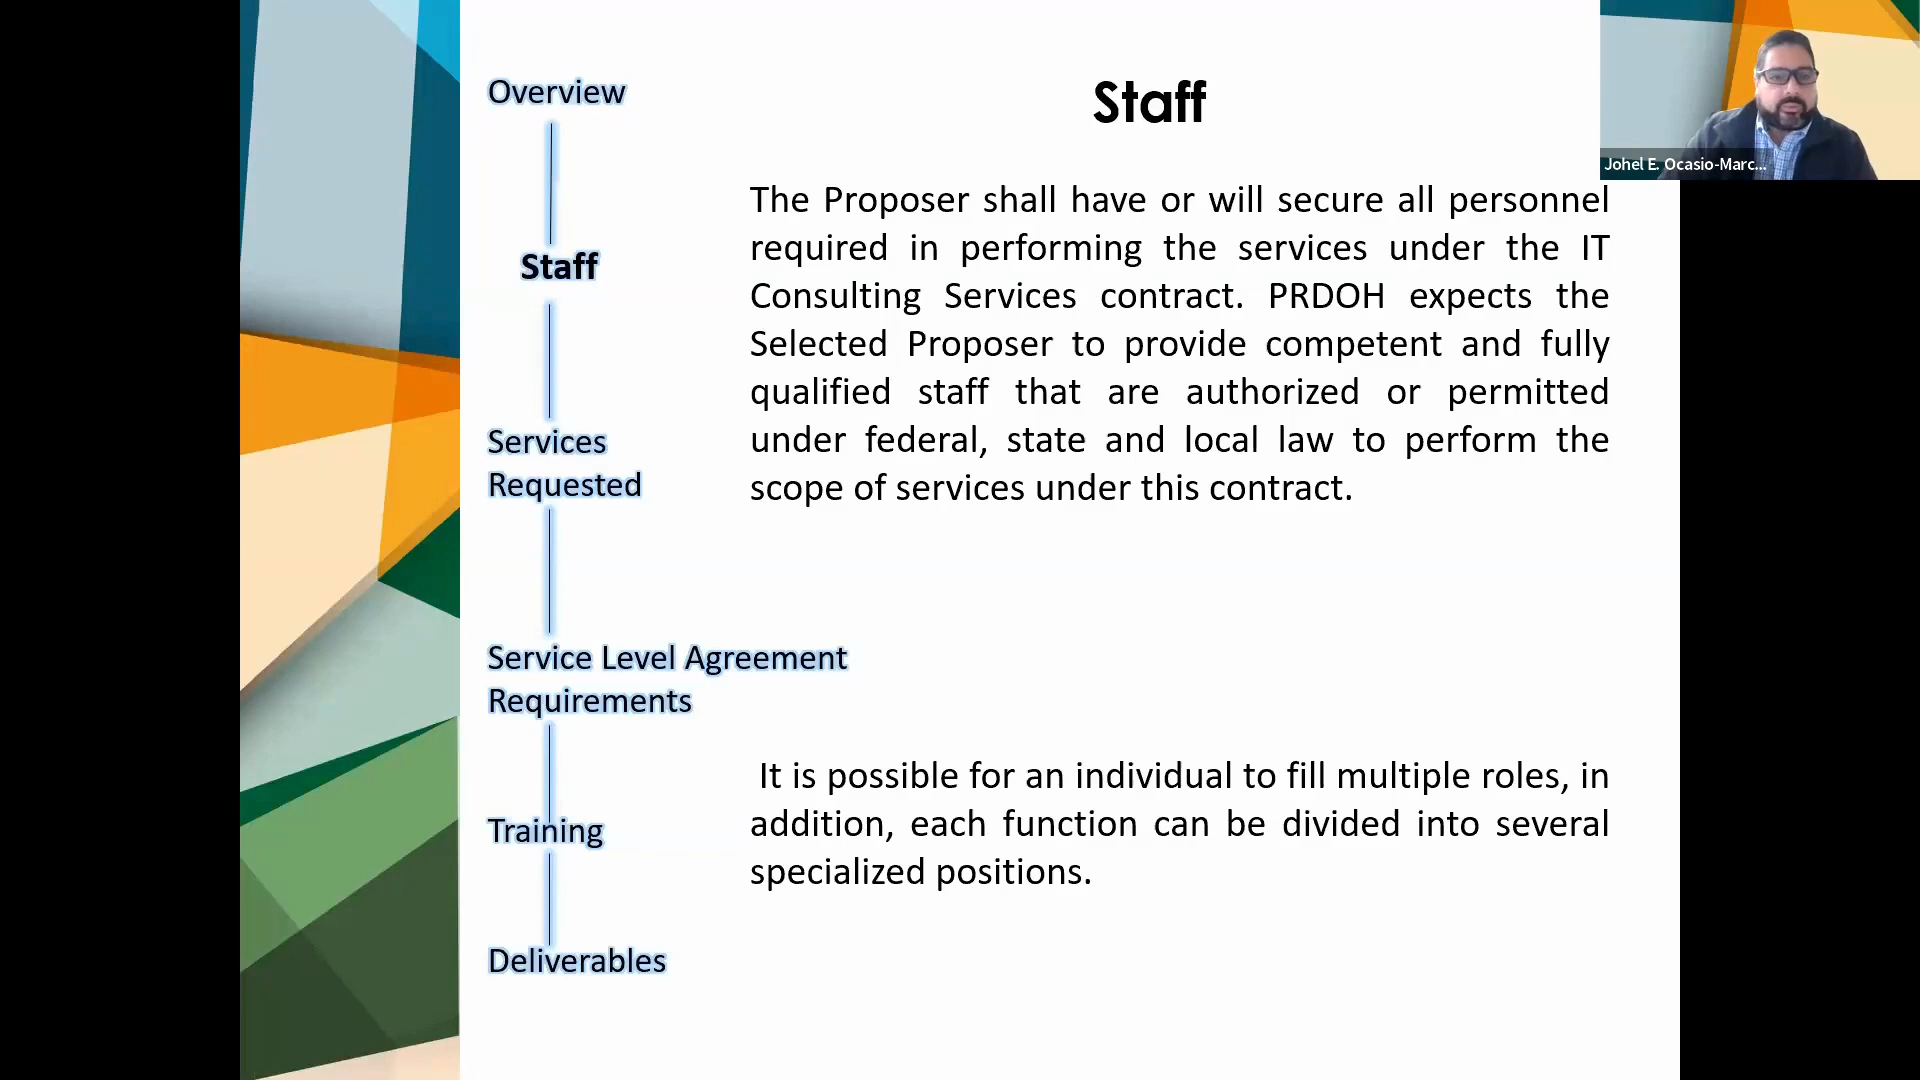 Overview
Staff
Services
Requested
Service Level Agreement
Requirements
Training
Deliverables
Staff
The Proposer shall have or will secure all personnel
required in performing the services under the IT
Consulting Services contract. PRDOH expects the
Selected Proposer to provide competent and fully
qualified staff that are authorized or permitted
under federal, state and local law to perform the
scope of services under this contract.
It is possible for an individual to fill multiple roles, in
addition, each function can be divided into several
specialized positions.
Johel E. Ocasio-Marc...